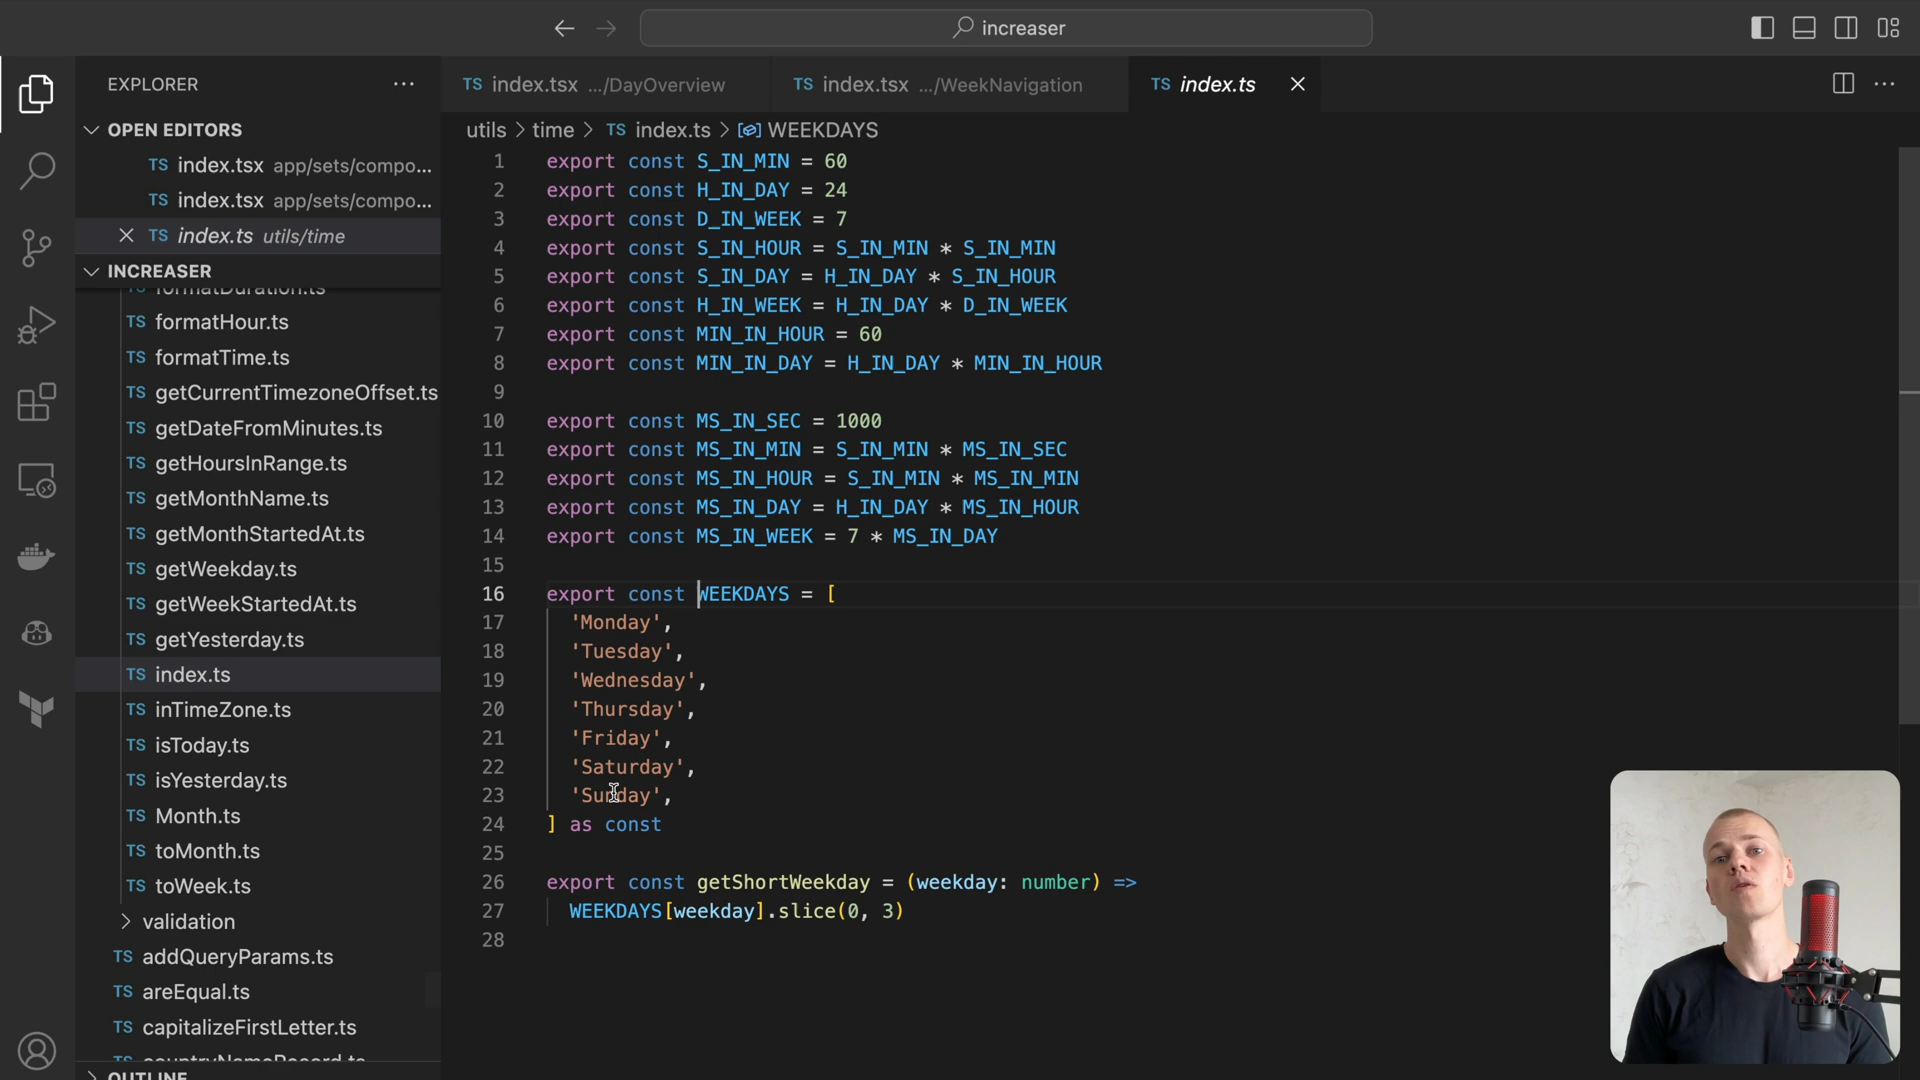 increaser
EXPLORER
OPEN EDITORS
TS index.tsx app/sets/compo...
TS index.tsx app/sets/compo...
TS index.ts utils/time
INCREASER
TS formatDuration.ts
TS formatHour.ts
TS formatTime.ts
TS getCurrentTimezoneOffset.ts
TS getDateFromMinutes.ts
TS getHoursInRange.ts
TS getMonthName.ts
TS getMonthStartedAt.ts
TS getWeekday.ts
TS getWeekStartedAt.ts
TS getYesterday.ts
TS index.ts
TS inTimeZone.ts
TS isToday.ts
TS isYesterday.ts
TS Month.ts
TS toMonth.ts
TS toWeek.ts
validation
TS addQueryParams.ts
TS areEqual.ts
TS capitalizeFirstLetter.ts
TS countryNameRecord.ts
OUTLINE
TS index.tsx .../DayOverview
TS index.tsx .../WeekNavigation
TS index.ts
utils > time > TS index.ts > WEEKDAYS
1 export const S_IN_MIN = 60
2 export const H_IN_DAY = 24
3 export const D_IN_WEEK = 7
4 export const S_IN_HOUR = S_IN_MIN * S_IN_MIN
5 export const S_IN_DAY = H_IN_DAY * S_IN_HOUR
6 export const H_IN_WEEK = H_IN_DAY * D_IN_WEEK
7 export const MIN_IN_HOUR = 60
8 export const MIN_IN_DAY = H_IN_DAY * MIN_IN_HOUR
9
10 export const MS_IN_SEC = 1000
11 export const MS_IN_MIN = S_IN_MIN * MS_IN_SEC
12 export const MS_IN_HOUR = S_IN_MIN * MS_IN_MIN
13 export const MS_IN_DAY = H_IN_DAY * MS_IN_HOUR
14 export const MS_IN_WEEK = 7 * MS_IN_DAY
15
16 export const WEEKDAYS = [
17 'Monday',
18 'Tuesday',
19 'Wednesday',
20 'Thursday',
21 'Friday',
22 'Saturday',
23 'Sunday',
24 ] as const
25
26 export const getShortWeekday = (weekday: number) =>
27 WEEKDAYS[weekday].slice(0, 3)
28